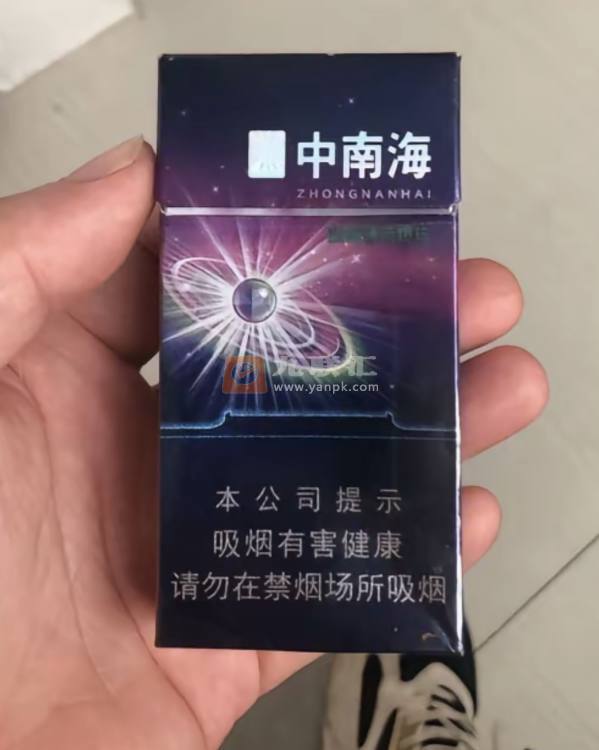 中南海
ZHONGNANHAI
www.yanpk.com
本公司提示
吸烟有害健康
请勿在禁烟场所吸烟